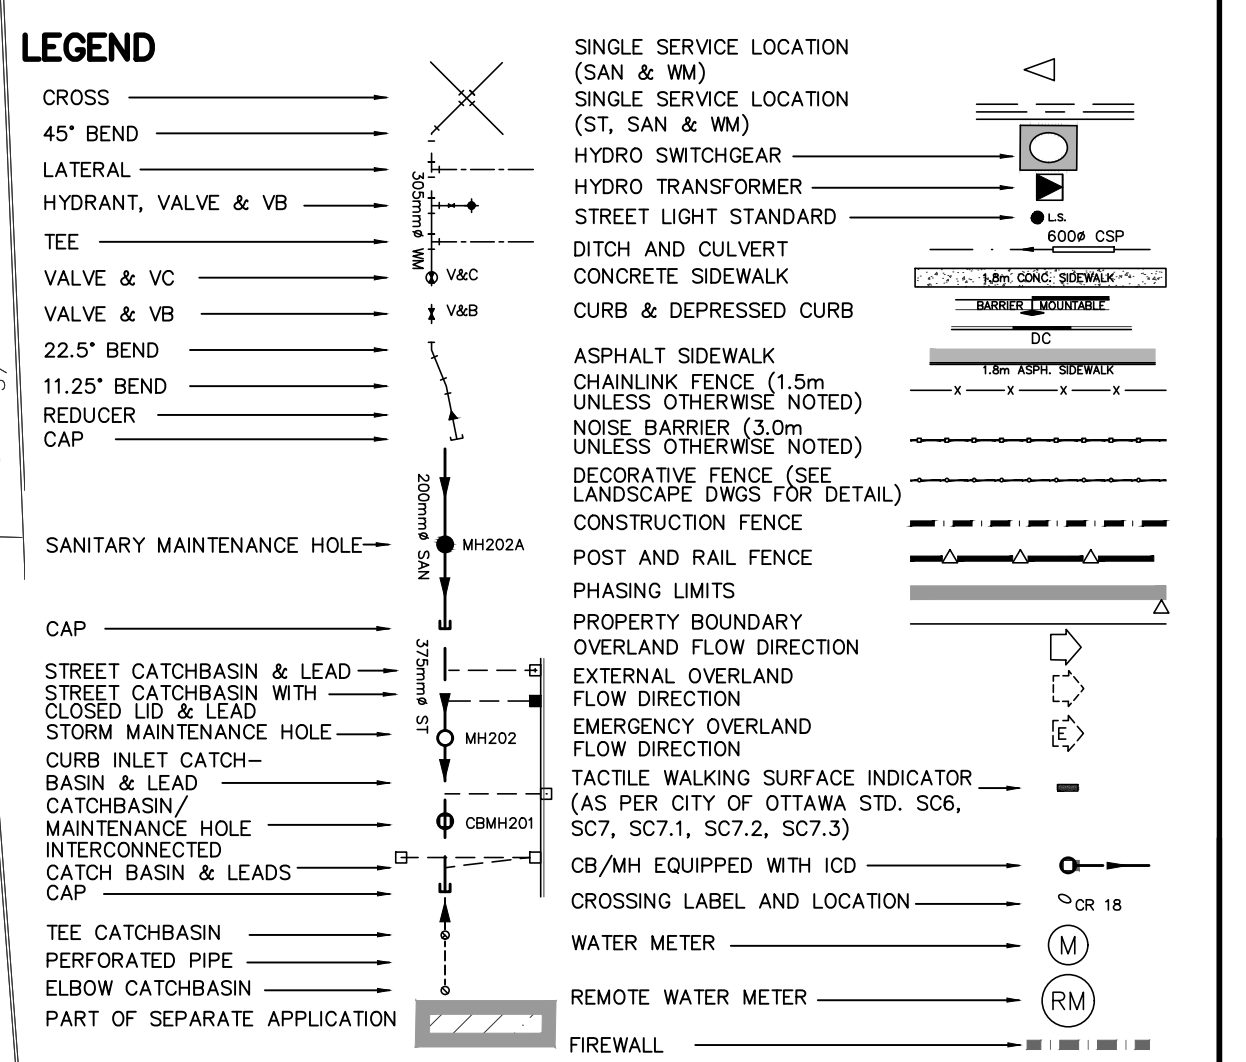 LEGEND
CROSS
45° BEND
LATERAL
HYDRANT, VALVE & VB
TEE
VALVE & VC
VALVE & VB
22.5° BEND
11.25° BEND
REDUCER
CAP
SANITARY MAINTENANCE HOLE
CAP
STREET CATCHBASIN & LEAD
STREET CATCHBASIN WITH
CLOSED LID & LEAD
STORM MAINTENANCE HOLE
CURB INLET CATCH-
BASIN & LEAD
CATCHBASIN/
MAINTENANCE HOLE
INTERCONNECTED
CATCH BASIN & LEADS
CAP
TEE CATCHBASIN
PERFORATED PIPE
ELBOW CATCHBASIN
PART OF SEPARATE APPLICATION
305mmø WM
V&C
V&B
200mmø SAN
MH202A
375mmø ST
MH202
CBMH201
SINGLE SERVICE LOCATION
(SAN & WM)
SINGLE SERVICE LOCATION
(ST, SAN & WM)
HYDRO SWITCHGEAR
HYDRO TRANSFORMER
STREET LIGHT STANDARD
L.S.
DITCH AND CULVERT
600ø CSP
CONCRETE SIDEWALK
1.8m CONC. SIDEWALK
CURB & DEPRESSED CURB
BARRIER MOUNTABLE
DC
ASPHALT SIDEWALK
1.8m ASPH. SIDEWALK
CHAINLINK FENCE (1.5m
UNLESS OTHERWISE NOTED)
X X X X
NOISE BARRIER (3.0m
UNLESS OTHERWISE NOTED)
DECORATIVE FENCE (SEE
LANDSCAPE DWGS FOR DETAIL)
CONSTRUCTION FENCE
POST AND RAIL FENCE
PHASING LIMITS
PROPERTY BOUNDARY
OVERLAND FLOW DIRECTION
EXTERNAL OVERLAND
FLOW DIRECTION
EMERGENCY OVERLAND
FLOW DIRECTION
E
TACTILE WALKING SURFACE INDICATOR
(AS PER CITY OF OTTAWA STD. SC6,
SC7, SC7.1, SC7.2, SC7.3)
CB/MH EQUIPPED WITH ICD
CROSSING LABEL AND LOCATION
CR 18
WATER METER
M
REMOTE WATER METER
RM
FIREWALL